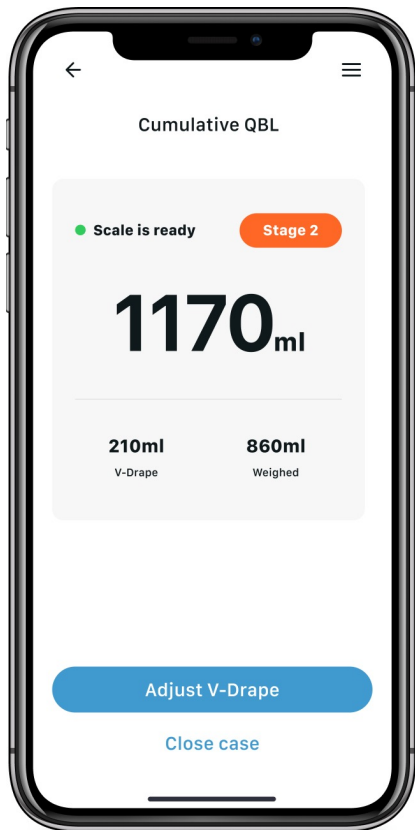 Cumulative QBL
Scale is ready
Stage 2
1170ml
210ml
860ml
V-Drape
Weighed
Adjust V-Drape
Close case